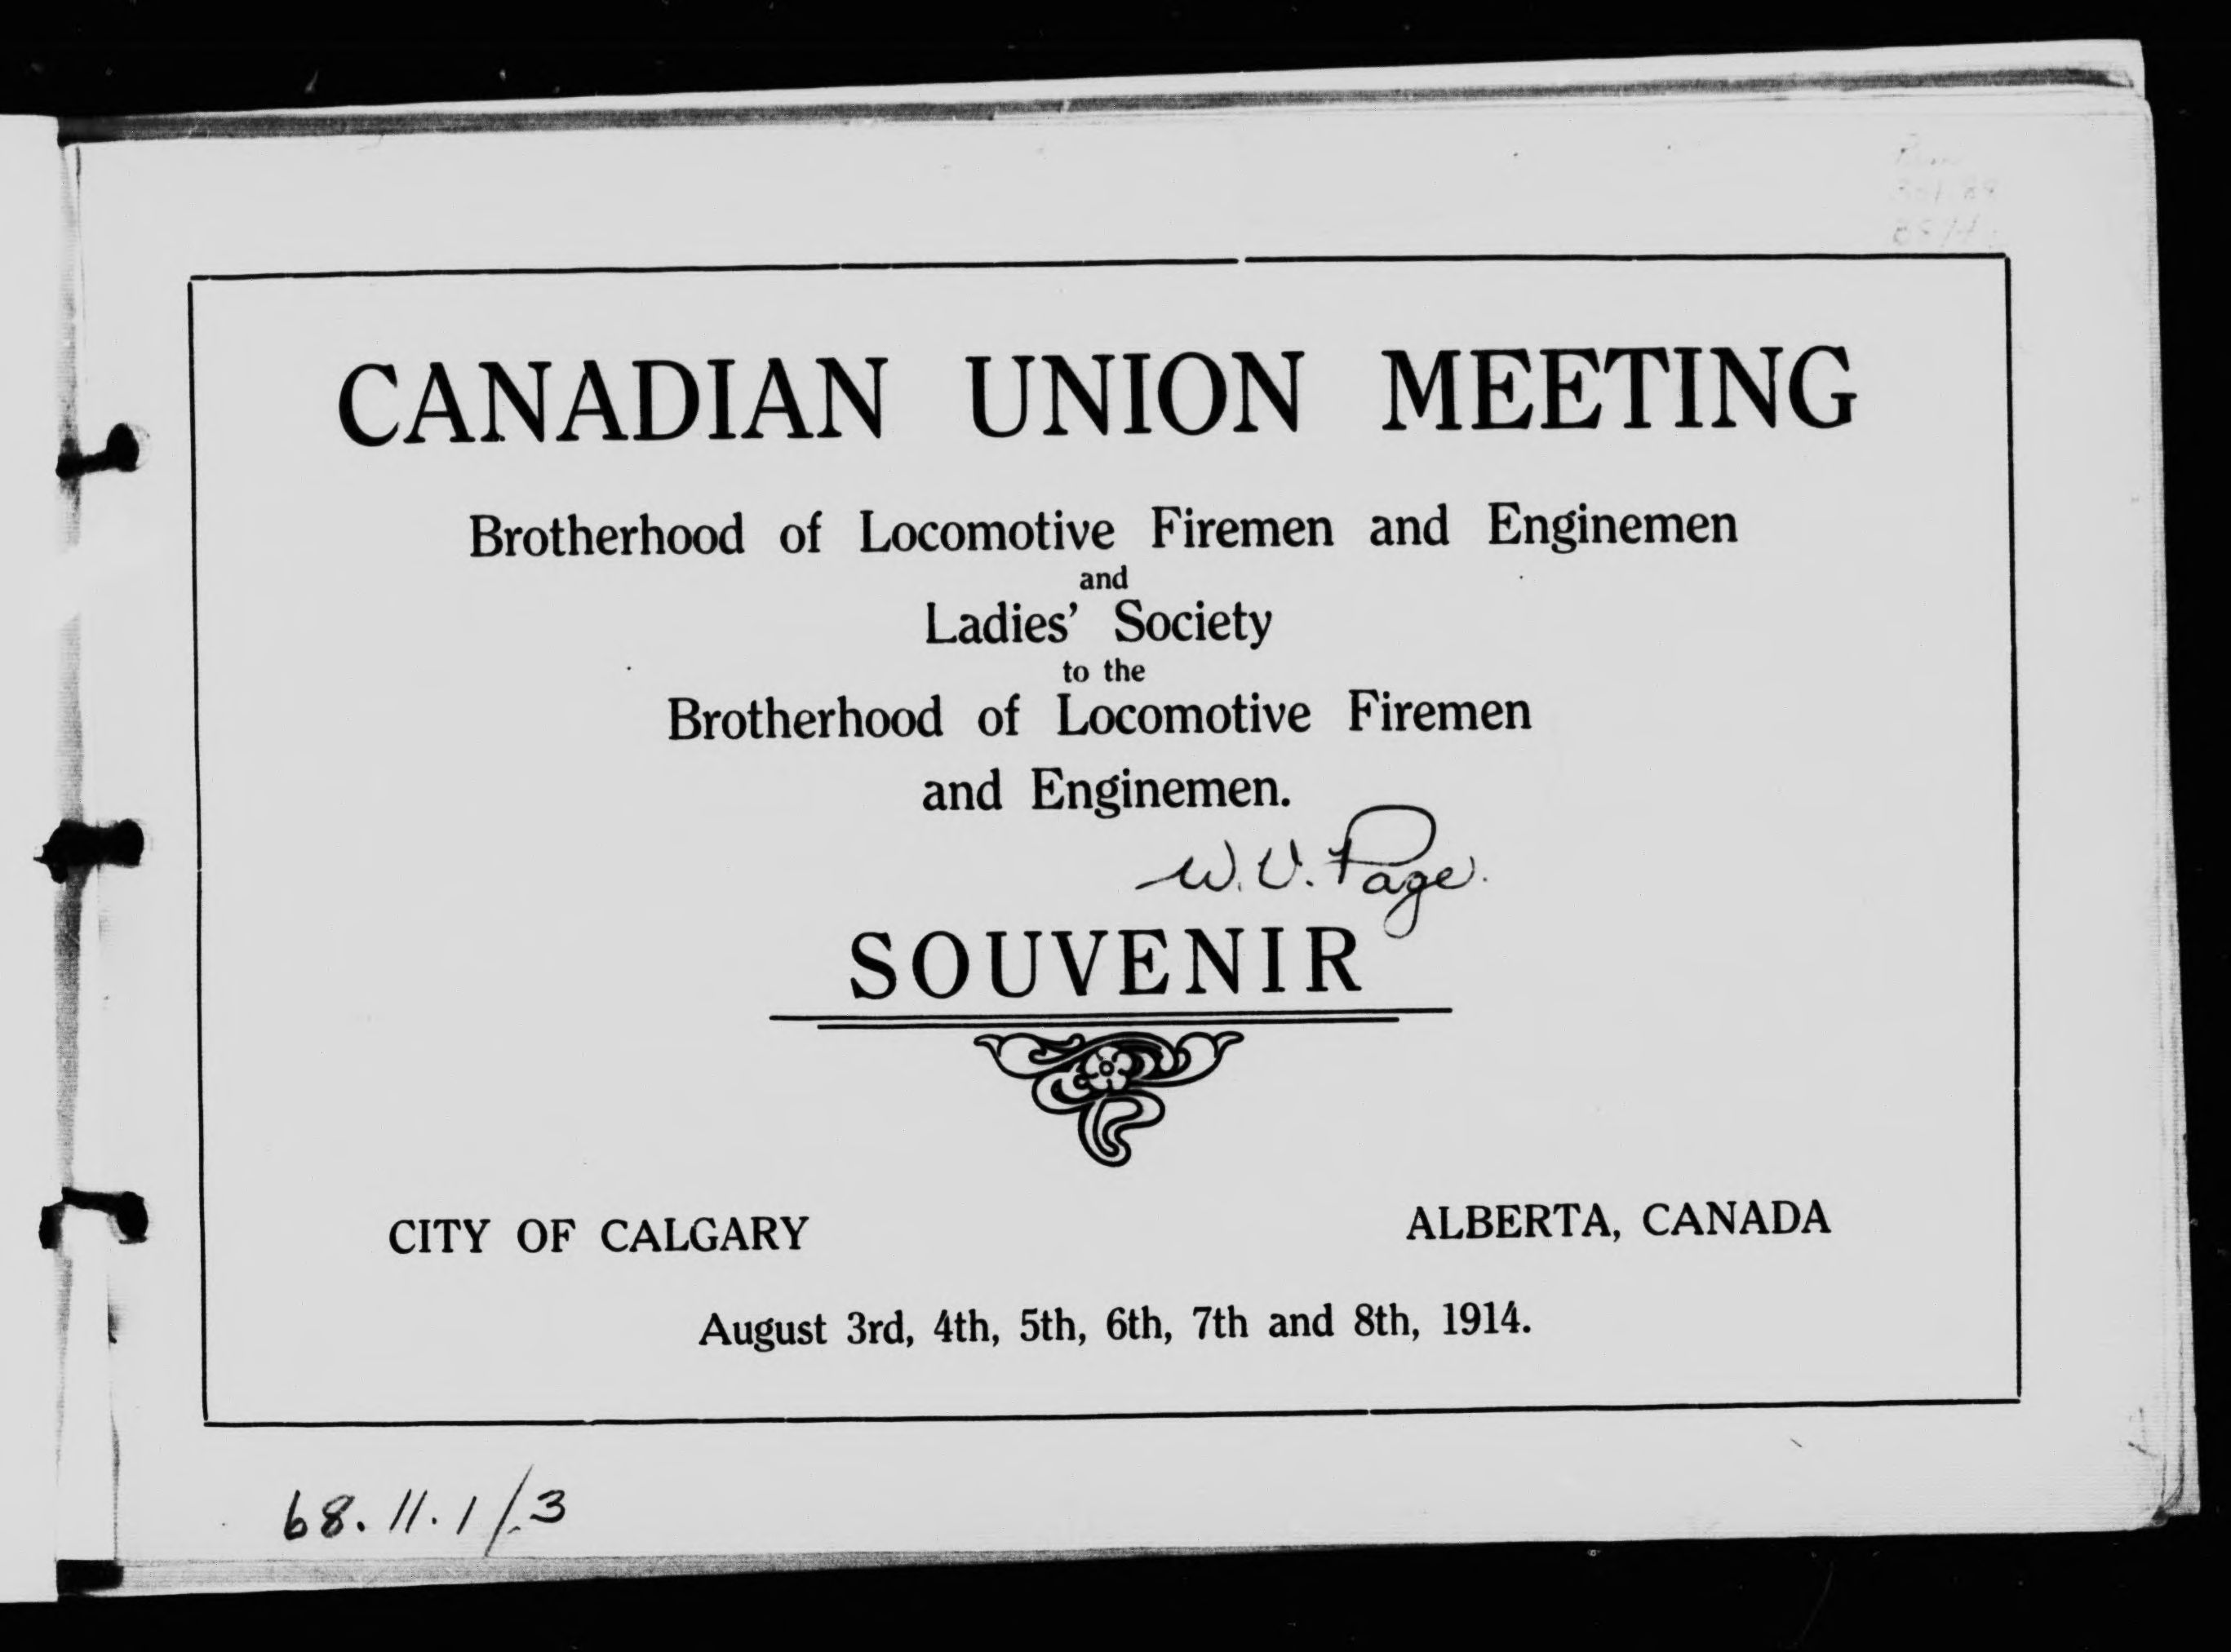 CANADIAN UNION MEETING
Brotherhood of Locomotive Firemen and Enginemen
and
Ladies' Society
to the
Brotherhood of Locomotive Firemen
and Enginemen.
W. V. Page.
SOUVENIR
CITY OF CALGARY
ALBERTA, CANADA
August 3rd, 4th, 5th, 6th, 7th and 8th, 1914.
68.11.1/.3